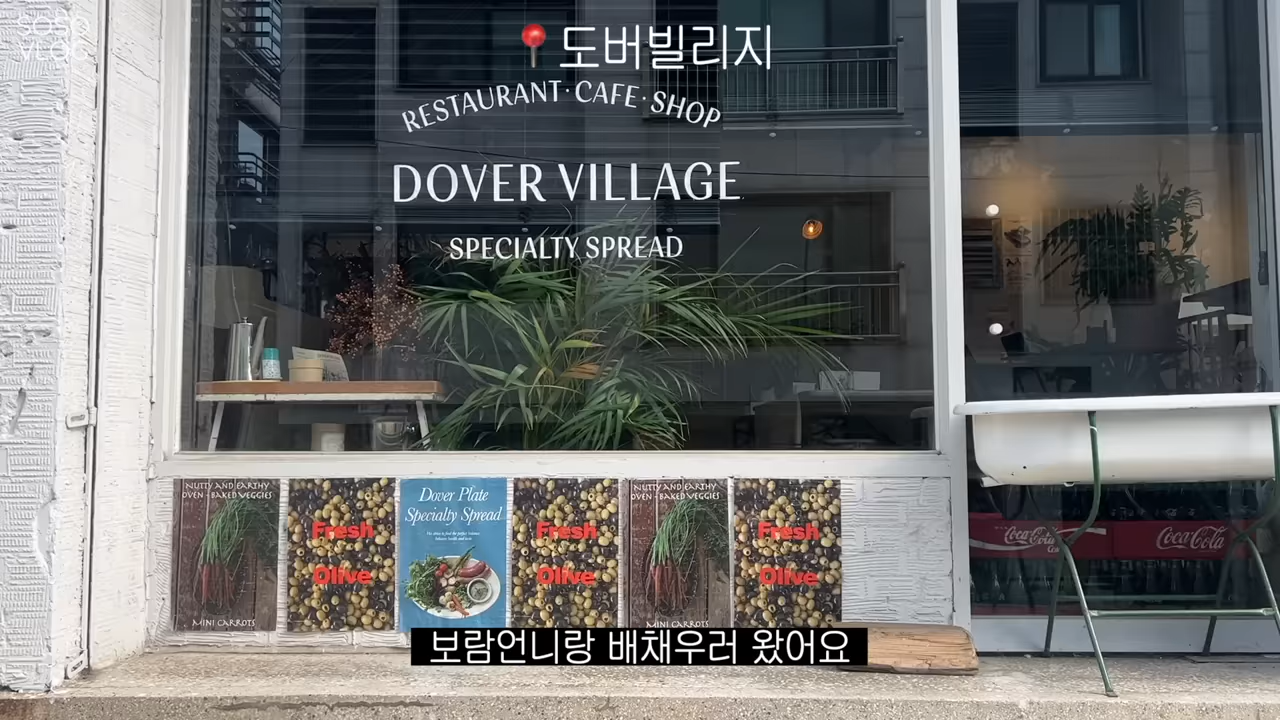 SOSO
VLOG
도버빌리지
RESTAURANT·CAFE·SHOP
DOVER VILLAGE
SPECIALTY SPREAD
NUTTY AND EARTHY
OVEN-BAKED VEGGIES
MINI CARROTS
Fresh
Olive
Dover Plate
Specialty Spread
Fresh
Olive
NUTTY AND EARTHY
OVEN-BAKED VEGGIES
MINI CARROTS
Fresh
Olive
Coca-Cola
Coca-Cola
보람언니랑 배채우러 왔어요